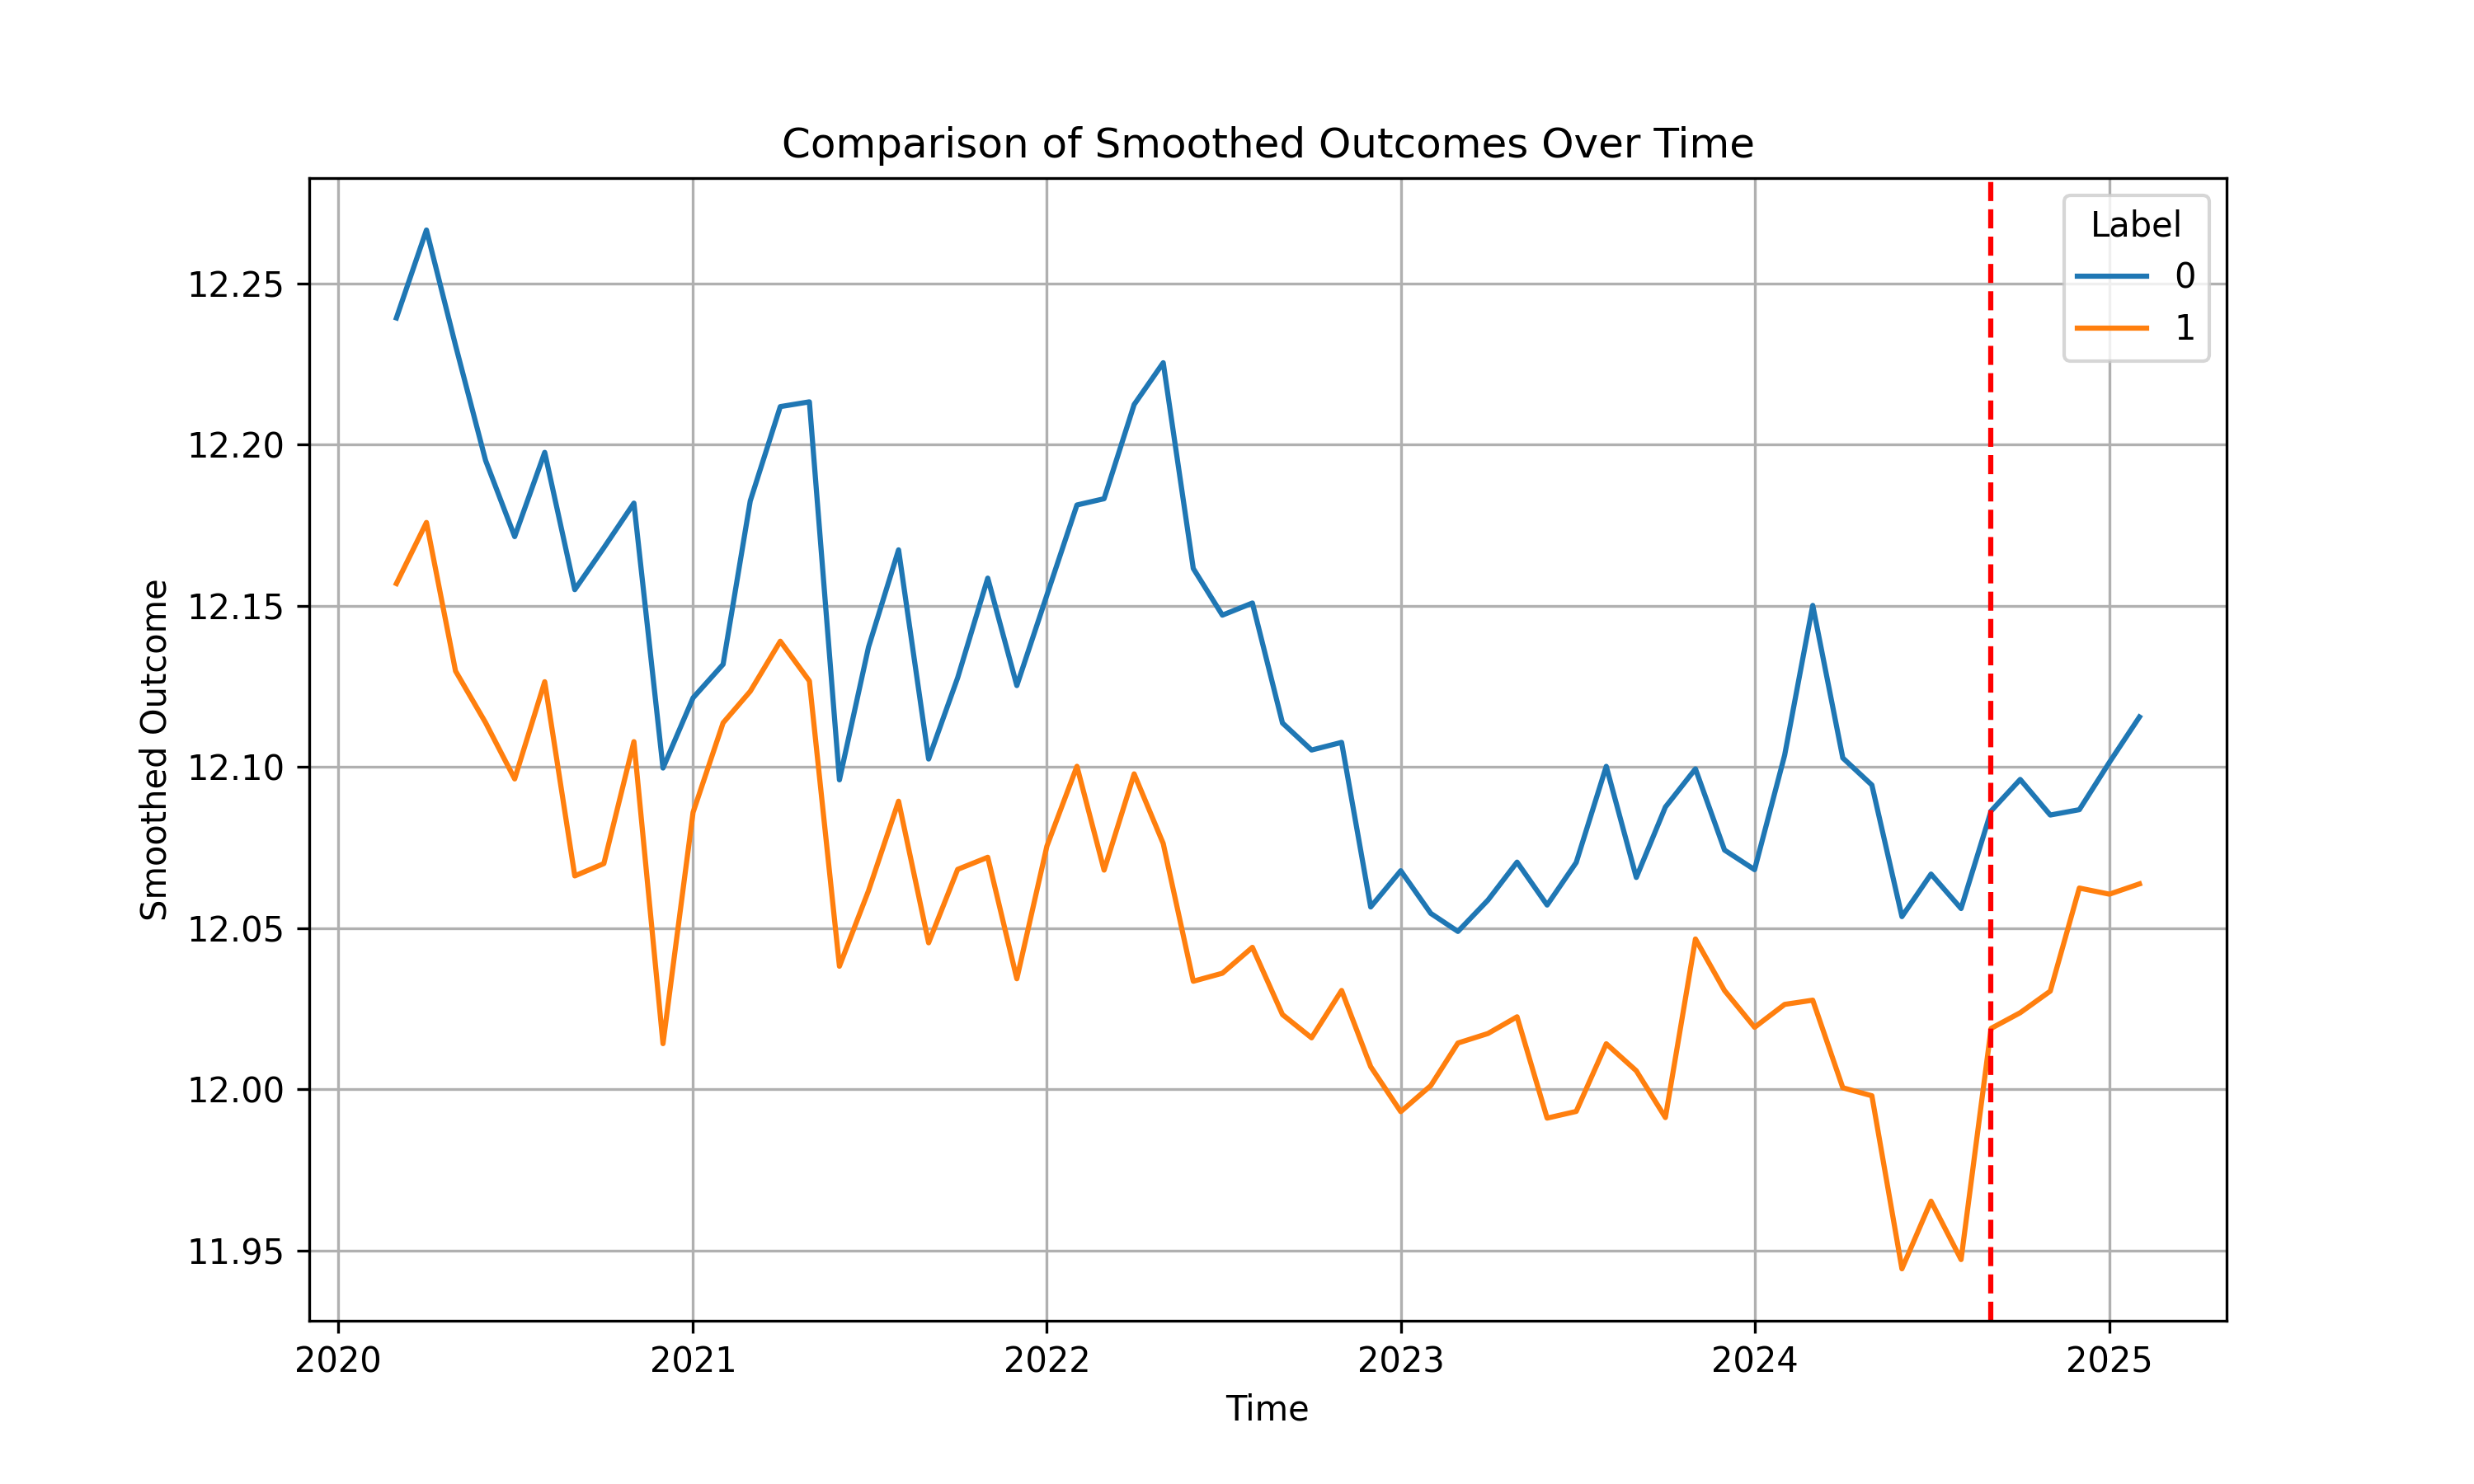 Comparison of Smoothed Outcomes Over Time
Label
0
1
12.25
12.20
12.15
12.10
12.05
12.00
11.95
Smoothed Outcome
2020 2021 2022 2023 2024 2025
Time